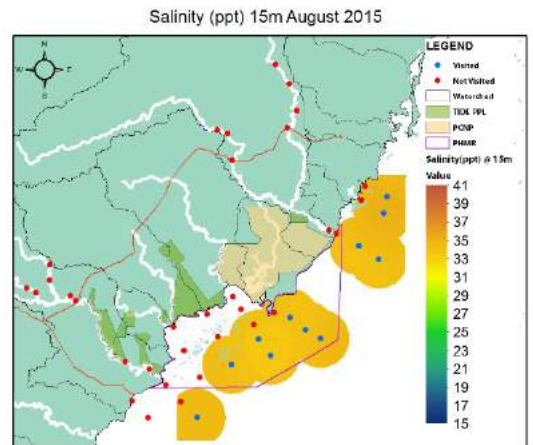 Salinity (ppt) 15m August 2015
N
W E
S
LEGEND
Visited
Not Visited
Watershed
TIDE PPL
PCNP
PHMR
Salinity(ppt) @ 15m
Value
41
39
37
35
33
31
29
27
25
23
21
19
17
15